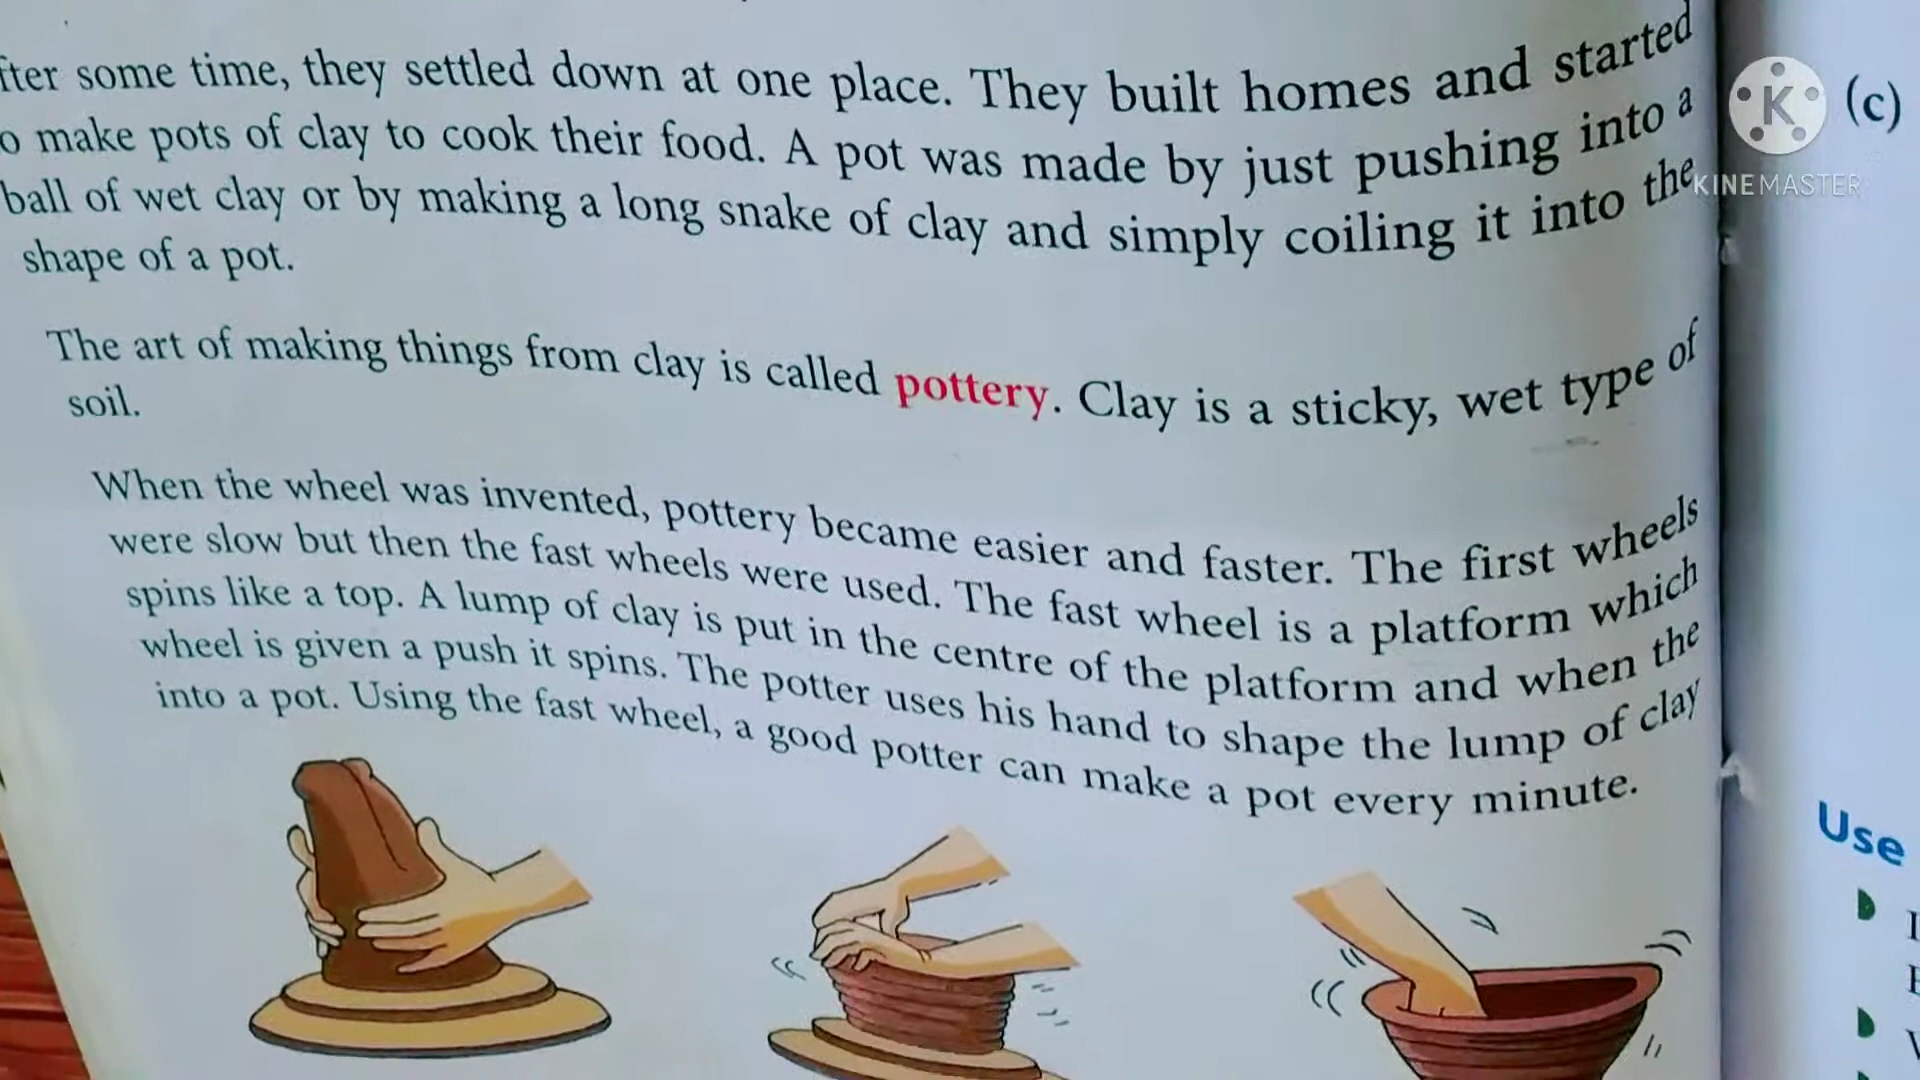 fter some time, they settled down at one place. They built homes and started
o make pots of clay to cook their food. A pot was made by just pushing into a
ball of wet clay or by making a long snake of clay and simply coiling it into the
shape of a pot.
The art of making things from clay is called pottery. Clay is a sticky, wet type of
soil.
When the wheel was invented, pottery became easier and faster. The first wheels
were slow but then the fast wheels were used. The fast wheel is a platform which
spins like a top. A lump of clay is put in the centre of the platform and when the
wheel is given a push it spins. The potter uses his hand to shape the lump of clay
into a pot. Using the fast wheel, a good potter can make a pot every minute.
K
KINEMASTER
(c)
Use